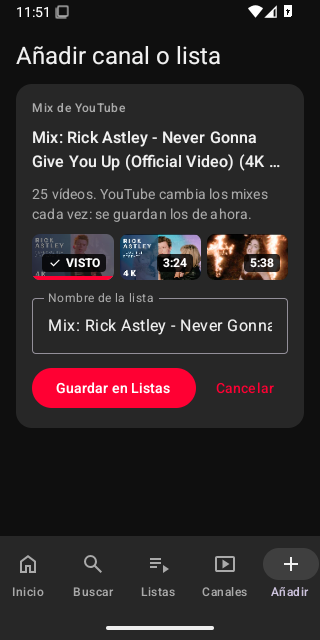 11:51
Añadir canal o lista
Mix de YouTube
Mix: Rick Astley - Never Gonna
Give You Up (Official Video) (4K ...
25 vídeos. YouTube cambia los mixes
cada vez: se guardan los de ahora.
RICK
ASTLEY
VISTO
RICK
ASTLEY
4K
3:24
5:38
Nombre de la lista
Mix: Rick Astley - Never Gonna
Guardar en Listas
Cancelar
Inicio
Buscar
Listas
Canales
Añadir